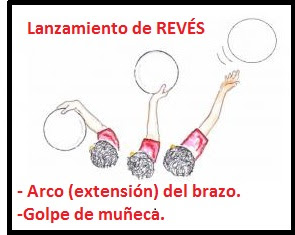 Lanzamiento de REVÉS
- Arco (extensión) del brazo.
-Golpe de muñeca.